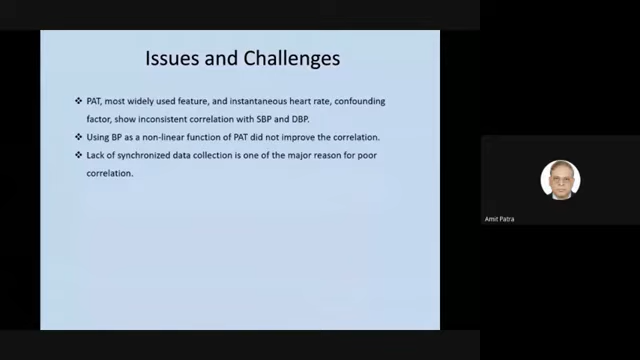 Issues and Challenges
PAT, most widely used feature, and instantaneous heart rate, confounding
factor, show inconsistent correlation with SBP and DBP.
Using BP as a non-linear function of PAT did not improve the correlation.
Lack of synchronized data collection is one of the major reason for poor
correlation.
Amit Patra